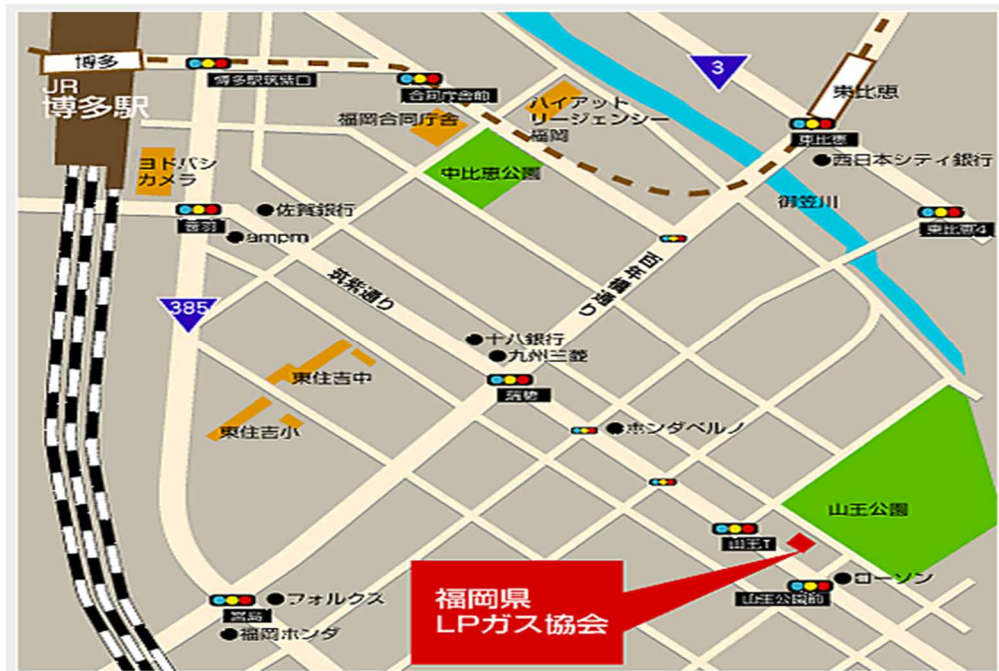 博多
JR
博多駅
博多駅筑紫口
合同庁舎前
3
東比恵
福岡合同庁舎
ハイアット
リージェンシー
福岡
東比恵
西日本シティ銀行
ヨドバシ
カメラ
中比恵公園
御笠川
音羽
佐賀銀行
ampm
東比恵4
385
筑紫通り
百年橋通り
十八銀行
九州三菱
東住吉中
瑞穂
東住吉小
ホンダベルノ
山王公園
山王1
福岡県
LPガス協会
ローソン
山王公園前
フォルクス
宮島
福岡ホンダ